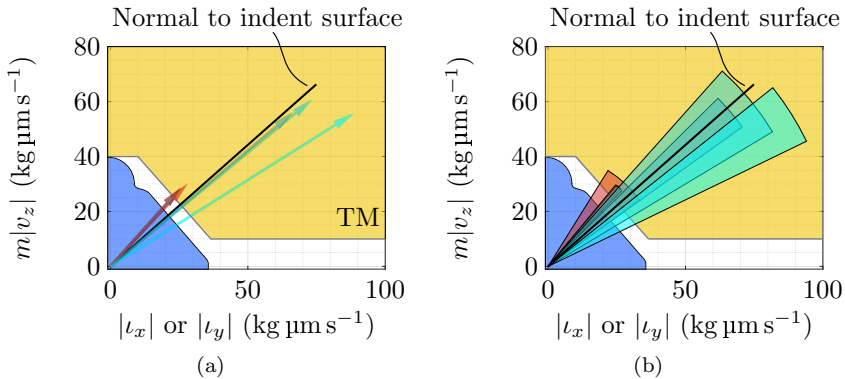 Normal to indent surface
80
60
40
20
0
m|v_z| (kg µm s⁻¹)
TM
0 50 100
|ι_x| or |ι_y| (kg µm s⁻¹)
(a)
Normal to indent surface
80
60
40
20
0
m|v_z| (kg µm s⁻¹)
0 50 100
|ι_x| or |ι_y| (kg µm s⁻¹)
(b)